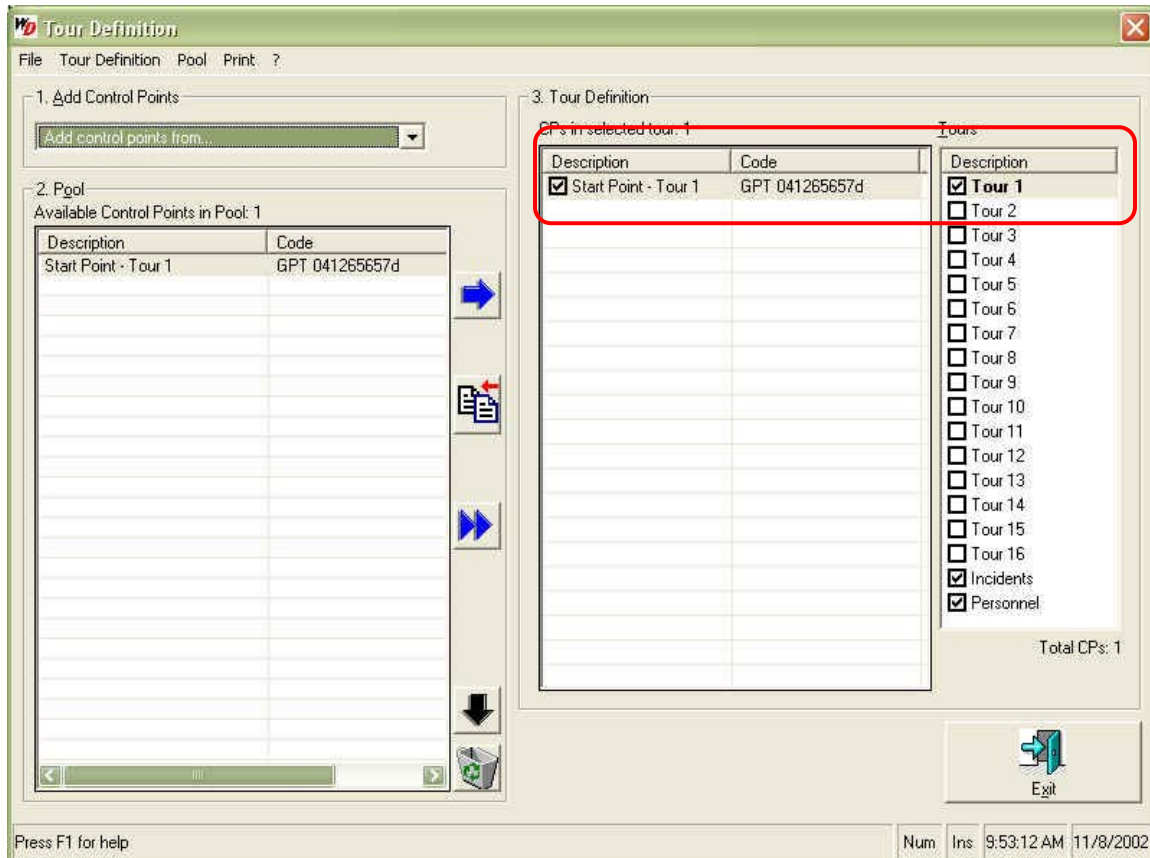 WD Tour Definition
File Tour Definition Pool Print ?
1. Add Control Points
Add control points from...
2. Pool
Available Control Points in Pool: 1
Description Code
Start Point - Tour 1 GPT 041265657d
3. Tour Definition
CPs in selected tour: 1
Description Code
Start Point - Tour 1 GPT 041265657d
Tours
Description
Tour 1
Tour 2
Tour 3
Tour 4
Tour 5
Tour 6
Tour 7
Tour 8
Tour 9
Tour 10
Tour 11
Tour 12
Tour 13
Tour 14
Tour 15
Tour 16
Incidents
Personnel
Total CPs: 1
Exit
Press F1 for help
Num Ins 9:53:12 AM 11/8/2002